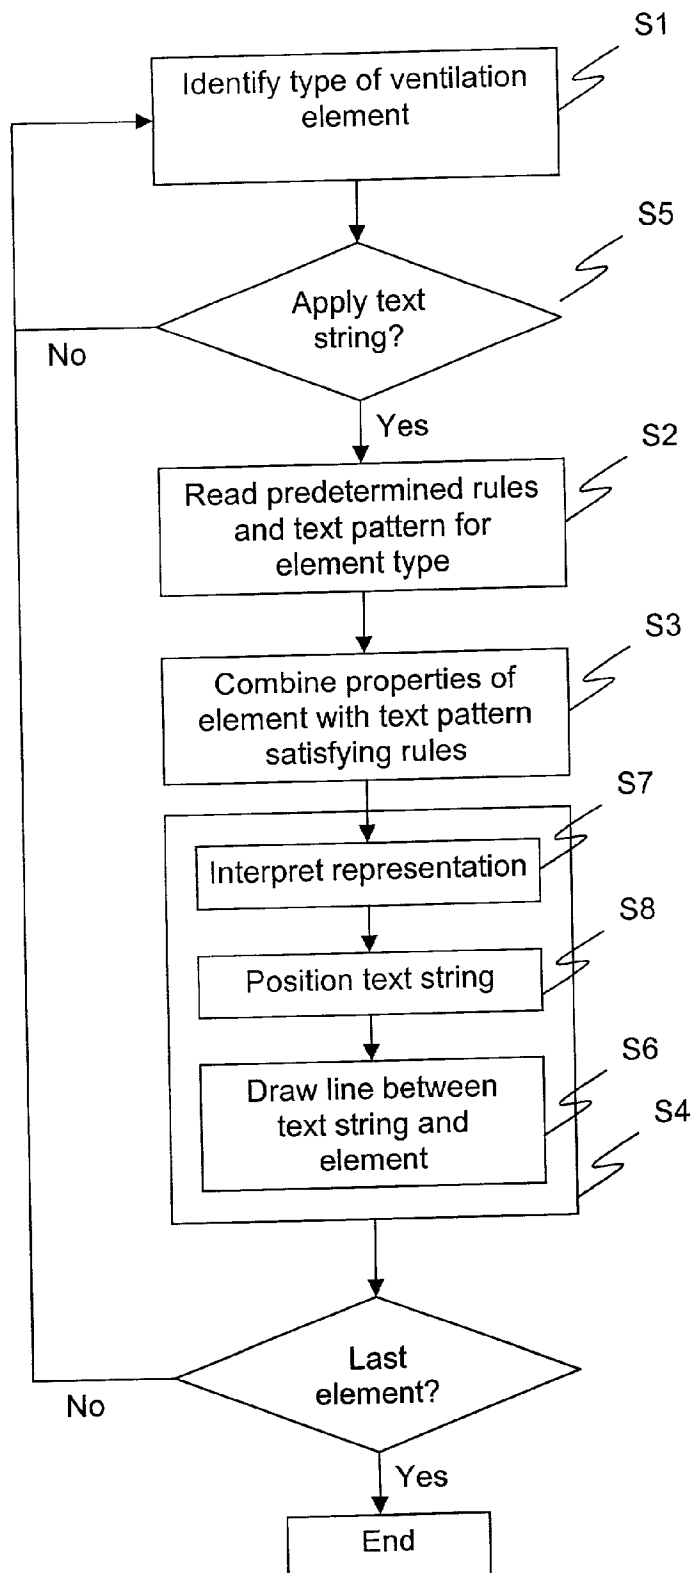 S1
Identify type of ventilation
element
S5
Apply text
string?
No
Yes
S2
Read predetermined rules
and text pattern for
element type
S3
Combine properties of
element with text pattern
satisfying rules
S7
Interpret representation
S8
Position text string
S6
Draw line between
text string and
element
S4
Last
element?
No
Yes
End